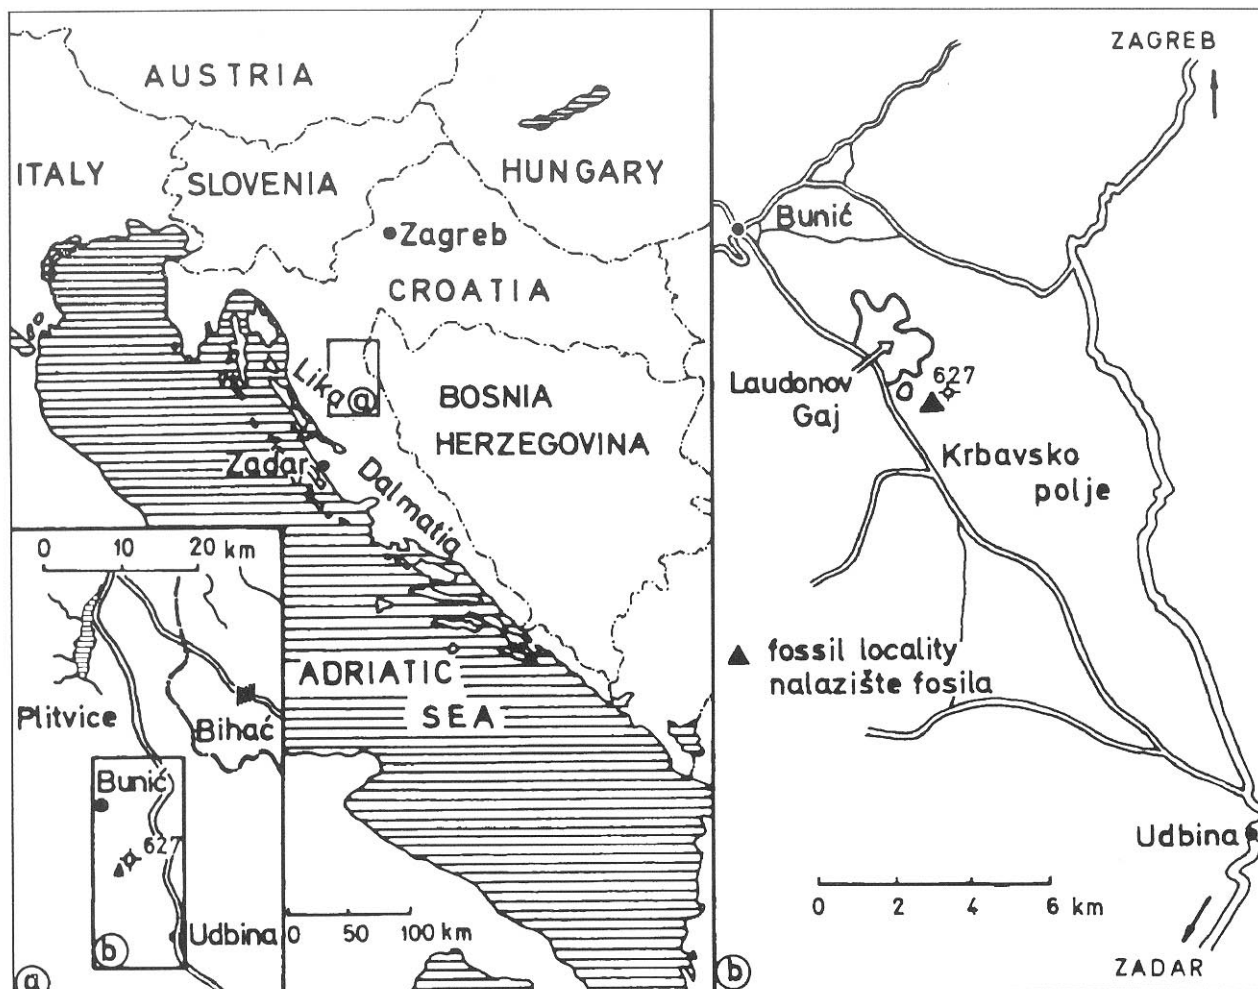 AUSTRIA
ITALY
SLOVENIA
HUNGARY
Zagreb
CROATIA
Lika
a
BOSNIA
HERZEGOVINA
Zadar
Dalmatia
ADRIATIC
SEA
0 50 100 km
0 10 20 km
Plitvice
Bihać
Bunić
627
Udbina
b
a
ZAGREB
Bunić
Laudonov
Gaj
627
Krbavsko
polje
fossil locality
nalazište fosila
Udbina
0 2 4 6 km
ZADAR
b